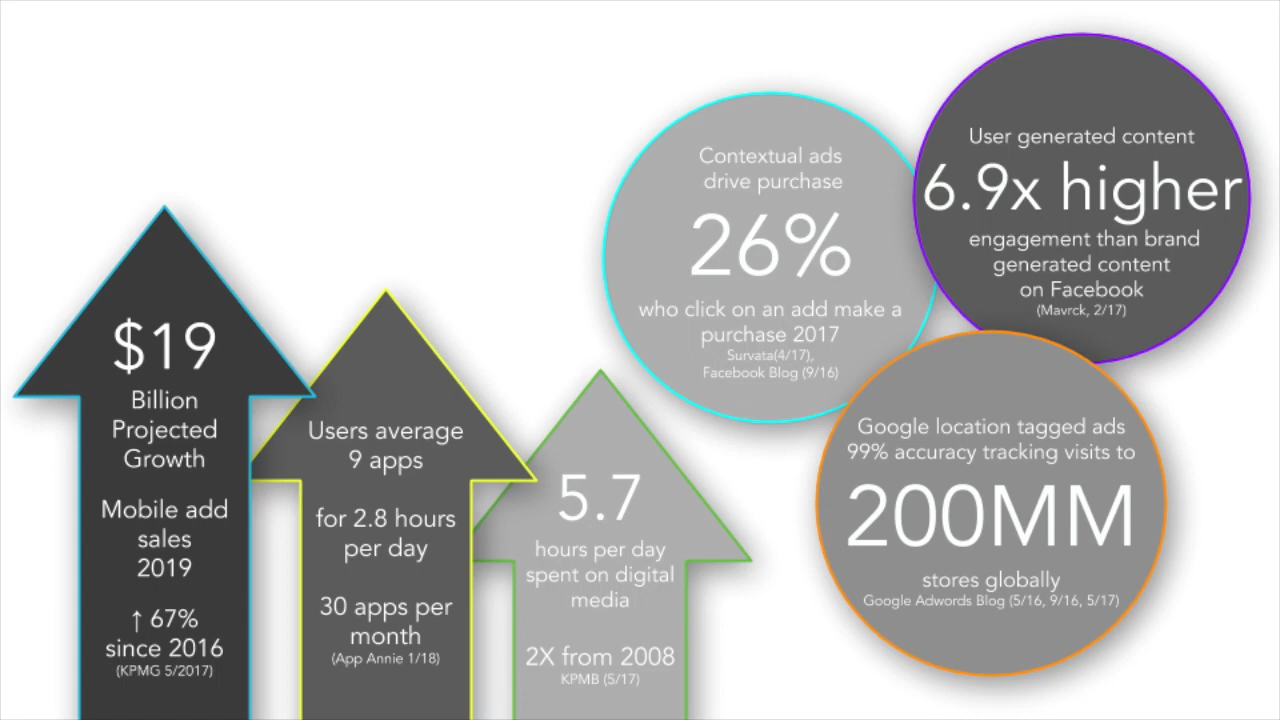 $19
Billion
Projected
Growth
Mobile add
sales
2019
↑ 67%
since 2016
(KPMG 5/2017)
Users average
9 apps
for 2.8 hours
per day
30 apps per
month
(App Annie 1/18)
5.7
hours per day
spent on digital
media
2X from 2008
KPMB (5/17)
Contextual ads
drive purchase
26%
who click on an add make a
purchase 2017
Survata(4/17),
Facebook Blog (9/16)
User generated content
6.9x higher
engagement than brand
generated content
on Facebook
(Mavrck, 2/17)
Google location tagged ads
99% accuracy tracking visits to
200MM
stores globally
Google Adwords Blog (5/16, 9/16, 5/17)